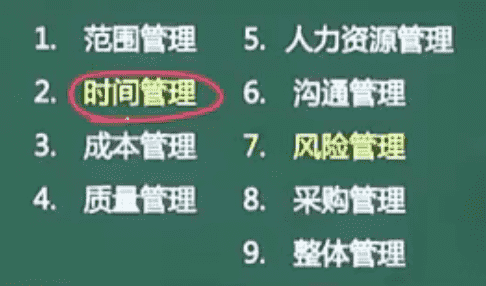 1. 范围管理
2. 时间管理
3. 成本管理
4. 质量管理
5. 人力资源管理
6. 沟通管理
7. 风险管理
8. 采购管理
9. 整体管理